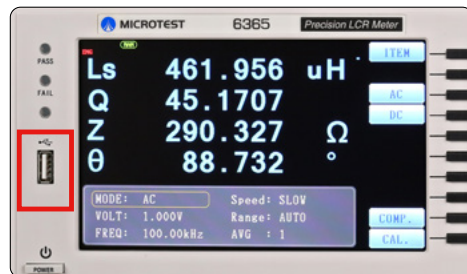 MICROTEST 6365 Precision LCR Meter
PASS
FAIL
POWER
Ls 461.956 uH
Q 45.1707
Z 290.327 Ω
θ 88.732 °
MODE: AC Speed: SLOW
VOLT: 1.000V Range: AUTO
FREQ: 100.00kHz AVG : 1
ITEM
AC
DC
COMP.
CAL.